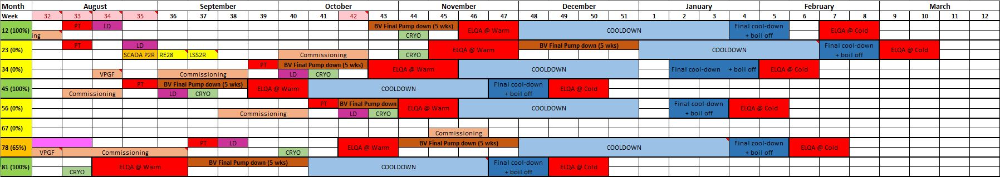 Month August September October November December January February March
Week 32 33 34 35 36 37 38 39 40 41 42 43 44 45 46 47 48 49 50 51 1 2 3 4 5 6 7 8 9 10 11 12
12 (100%) PT LD BV Final Pump down (5 wks) ELQA @ Warm COOLDOWN Final cool-down + boil off ELQA @ Cold
ing CRYO
23 (0%) PT LD ELQA @ Warm BV Final Pump down (5 wks) COOLDOWN Final cool-down + boil off ELQA @ Cold
SCADA P2R RE28 LSS2R Commissioning CRYO
34 (0%) PT BV Final Pump down (5 wks) ELQA @ Warm COOLDOWN Final cool-down + boil off ELQA @ Cold
VPGF Commissioning LD CRYO
45 (100%) PT BV Final Pump down (5 wks) ELQA @ Warm COOLDOWN Final cool-down + boil off ELQA @ Cold
Commissioning LD CRYO
56 (0%) PT BV Final Pump down ELQA @ Warm COOLDOWN Final cool-down + boil off ELQA @ Cold
Commissioning LD CRYO
67 (0%)
Commissioning
78 (65%) PT LD ELQA @ Warm BV Final Pump down (5 wks) COOLDOWN Final cool-down + boil off ELQA @ Cold
VPGF Commissioning CRYO
81 (100%) ELQA @ Warm BV Final Pump down (5 wks) COOLDOWN Final cool-down + boil off ELQA @ Cold
CRYO